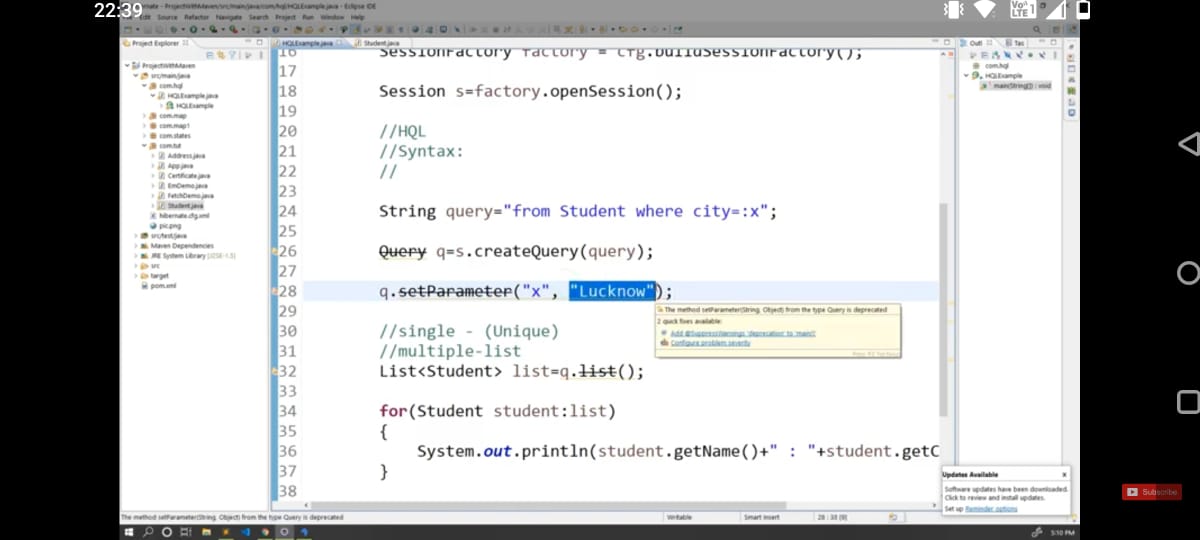 22:39
Vo)
LTE 1
Edit Source Refactor Navigate Search Project Run Window Help
ernate - ProjectWithMaven/src/main/java/com/hql/HQLExample.java - Eclipse IDE
Project Explorer
ProjectWithMaven
src/main/java
com.hql
HQLExample.java
HQLExample
com.map
com.map1
com.states
com.tut
Address.java
App.java
Certificate.java
EmDemo.java
FetchDemo.java
Student.java
hibernate.cfg.xml
pic.png
src/test/java
Maven Dependencies
JRE System Library [J2SE-1.5]
src
target
pom.xml
HQLExample.java
Student.java
16 SessionFactory factory = cfg.buildSessionFactory();
17
18 Session s=factory.openSession();
19
20 //HQL
21 //Syntax:
22 //
23
24 String query="from Student where city=:x";
25
26 Query q=s.createQuery(query);
27
28 q.setParameter("x", "Lucknow");
29
30 //single - (Unique)
31 //multiple-list
32 List<Student> list=q.list();
33
34 for(Student student:list)
35 {
36 System.out.println(student.getName()+" : "+student.getC
37 }
38
The method setParameter(String, Object) from the type Query is deprecated
2 quick fixes available:
Add @SuppressWarnings 'deprecation' to 'main()'
Configure problem severity
Outl
Tas
com.hql
HQLExample
main(String[]) : void
Updates Available
Software updates have been downloaded.
Click to review and install updates.
Set up Reminder options
Subscribe
The method setParameter(String, Object) from the type Query is deprecated
Writable
Smart Insert
28 : 38 [9]
5:10 PM